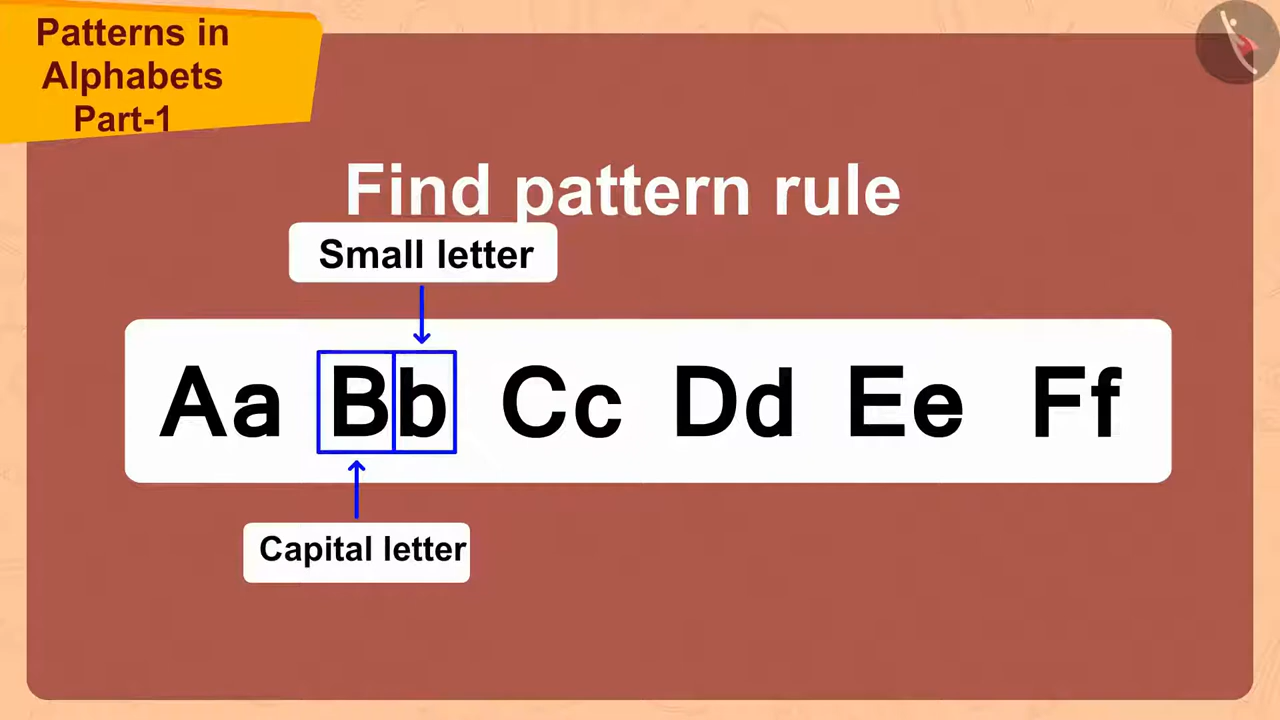 Patterns in
Alphabets
Part-1
Find pattern rule
Small letter
Aa Bb Cc Dd Ee Ff
Capital letter